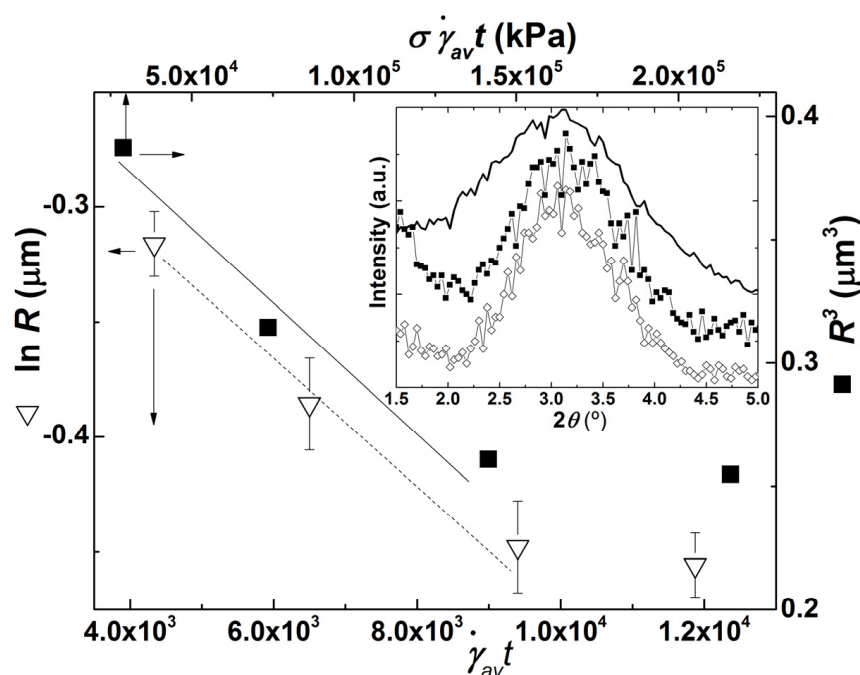 σ γ̇av t (kPa)
5.0x10⁴ 1.0x10⁵ 1.5x10⁵ 2.0x10⁵
0.4
-0.3
0.3
-0.4
0.2
▽ ln R (μm)
■ R³ (μm³)
Intensity (a.u.)
1.5 2.0 2.5 3.0 3.5 4.0 4.5 5.0
2θ (°)
4.0x10³ 6.0x10³ 8.0x10³ 1.0x10⁴ 1.2x10⁴
γ̇av t